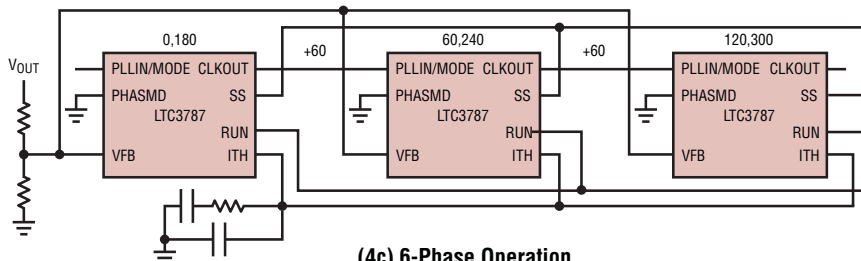 0,180
+60
60,240
+60
120,300
VOUT
PLLIN/MODE CLKOUT
PHASMD SS
LTC3787
RUN
VFB ITH
PLLIN/MODE CLKOUT
PHASMD SS
LTC3787
RUN
VFB ITH
PLLIN/MODE CLKOUT
PHASMD SS
LTC3787
RUN
VFB ITH
(4c) 6-Phase Operation